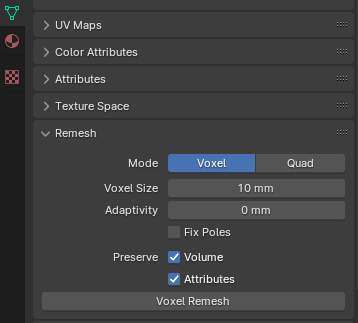 UV Maps
Color Attributes
Attributes
Texture Space
Remesh
Mode Voxel Quad
Voxel Size 10 mm
Adaptivity 0 mm
Fix Poles
Preserve Volume
Attributes
Voxel Remesh